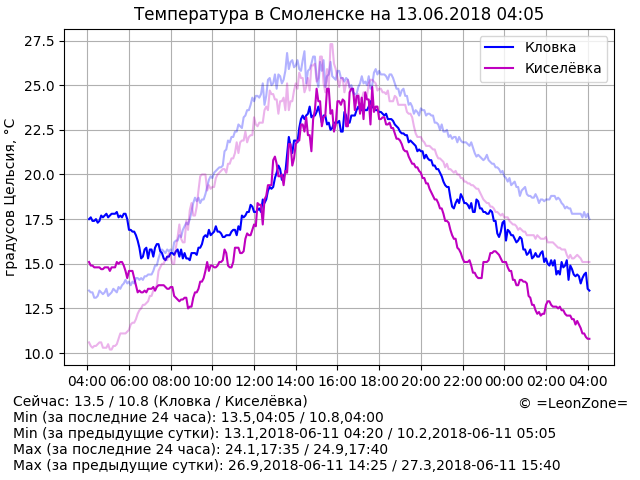 Температура в Смоленске на 13.06.2018 04:05
27.5
25.0
22.5
20.0
17.5
15.0
12.5
10.0
градусов Цельсия, °C
Кловка
Киселёвка
04:00 06:00 08:00 10:00 12:00 14:00 16:00 18:00 20:00 22:00 00:00 02:00 04:00
Сейчас: 13.5 / 10.8 (Кловка / Киселёвка)
© =LeonZone=
Min (за последние 24 часа): 13.5,04:05 / 10.8,04:00
Min (за предыдущие сутки): 13.1,2018-06-11 04:20 / 10.2,2018-06-11 05:05
Max (за последние 24 часа): 24.1,17:35 / 24.9,17:40
Max (за предыдущие сутки): 26.9,2018-06-11 14:25 / 27.3,2018-06-11 15:40